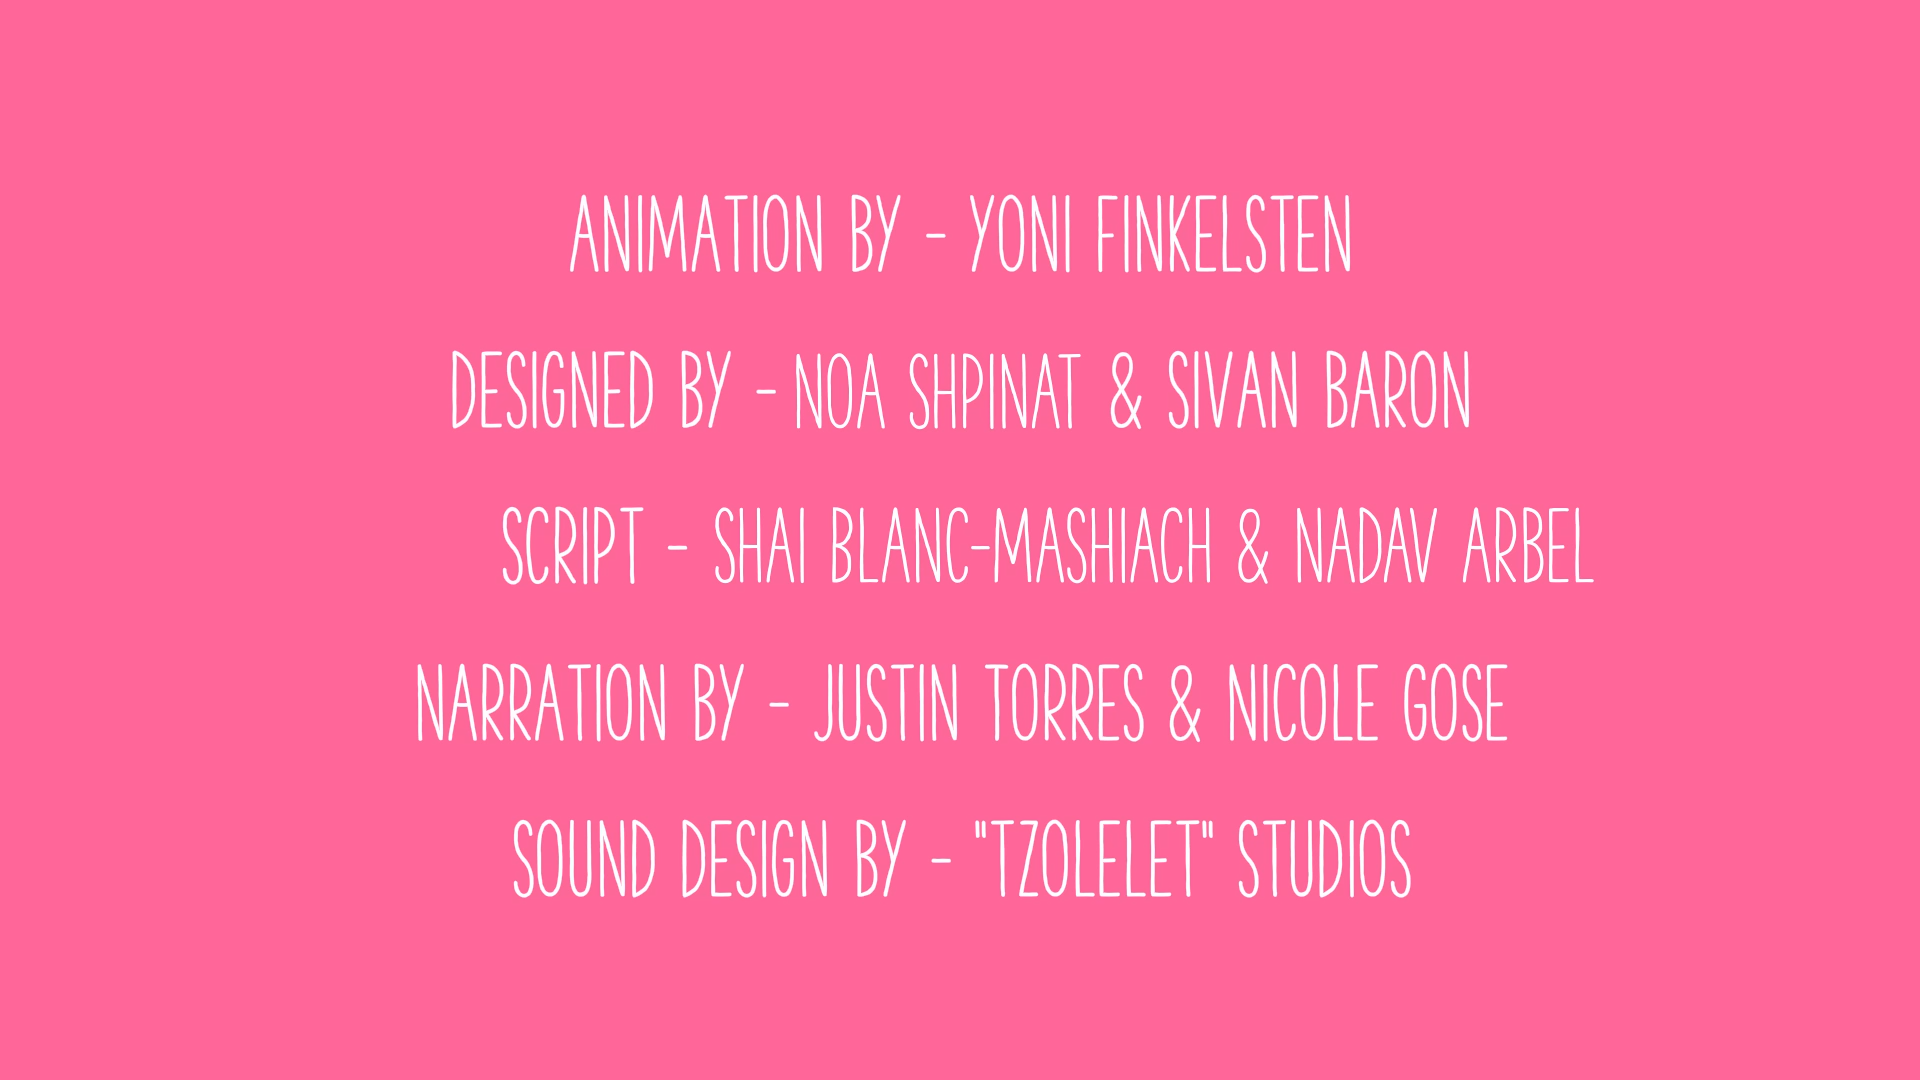 ANIMATION BY - YONI FINKELSTEN
DESIGNED BY - NOA SHPINAT & SIVAN BARON
SCRIPT - SHAI BLANC-MASHIACH & NADAV ARBEL
NARRATION BY - JUSTIN TORRES & NICOLE GOSE
SOUND DESIGN BY - "TZOLELET" STUDIOS